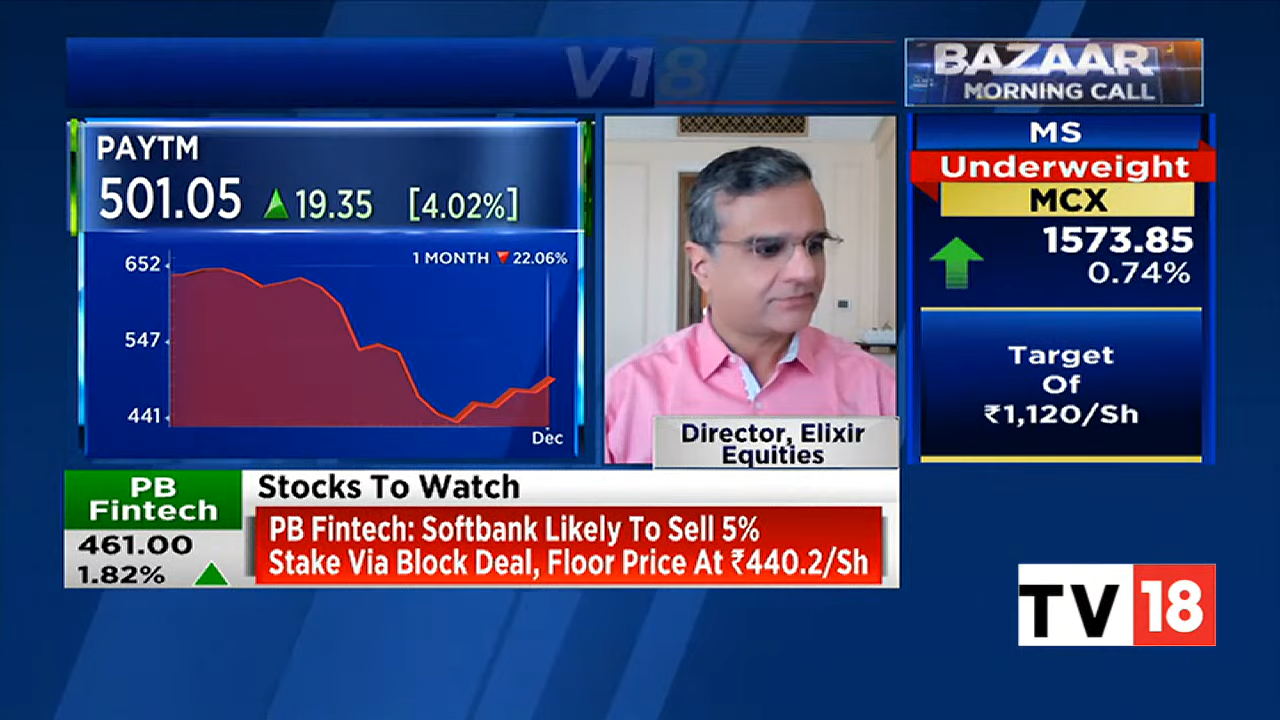 V18
BAZAAR
MORNING CALL
PAYTM
501.05 ▲ 19.35 [4.02%]
1 MONTH ▼ 22.06%
652
547
441
Dec
Director, Elixir
Equities
MS
Underweight
MCX
1573.85
0.74%
Target
Of
₹1,120/Sh
PB
Fintech
461.00
1.82% ▲
Stocks To Watch
PB Fintech: Softbank Likely To Sell 5%
Stake Via Block Deal, Floor Price At ₹440.2/Sh
TV 18